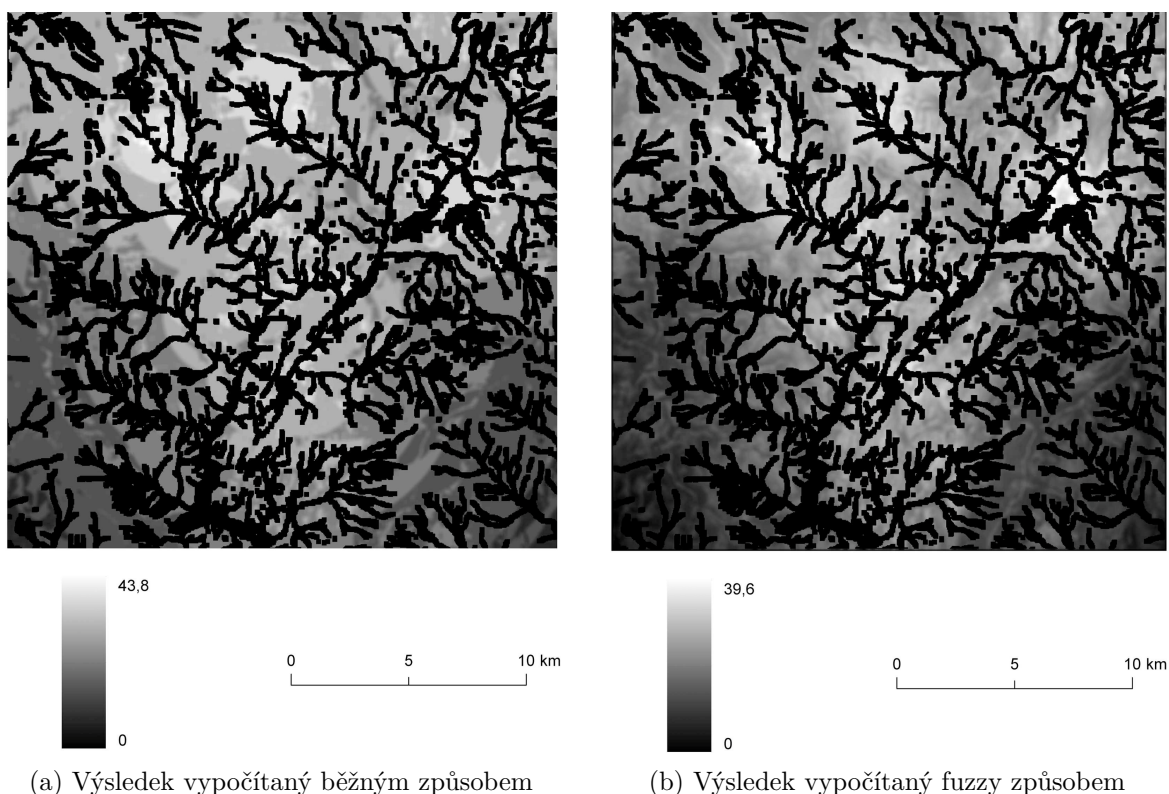 43,8
0
0 5 10 km
(a) Výsledek vypočítaný běžným způsobem
39,6
0
0 5 10 km
(b) Výsledek vypočítaný fuzzy způsobem